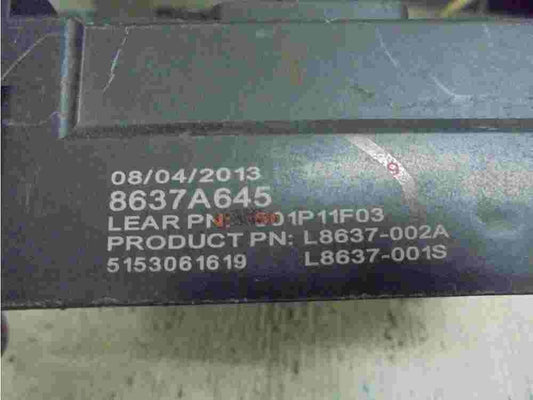 08/04/2013
8637A645
LEAR PN:
PRODUCT PN: L8637-002A
5153061619 L8637-001S